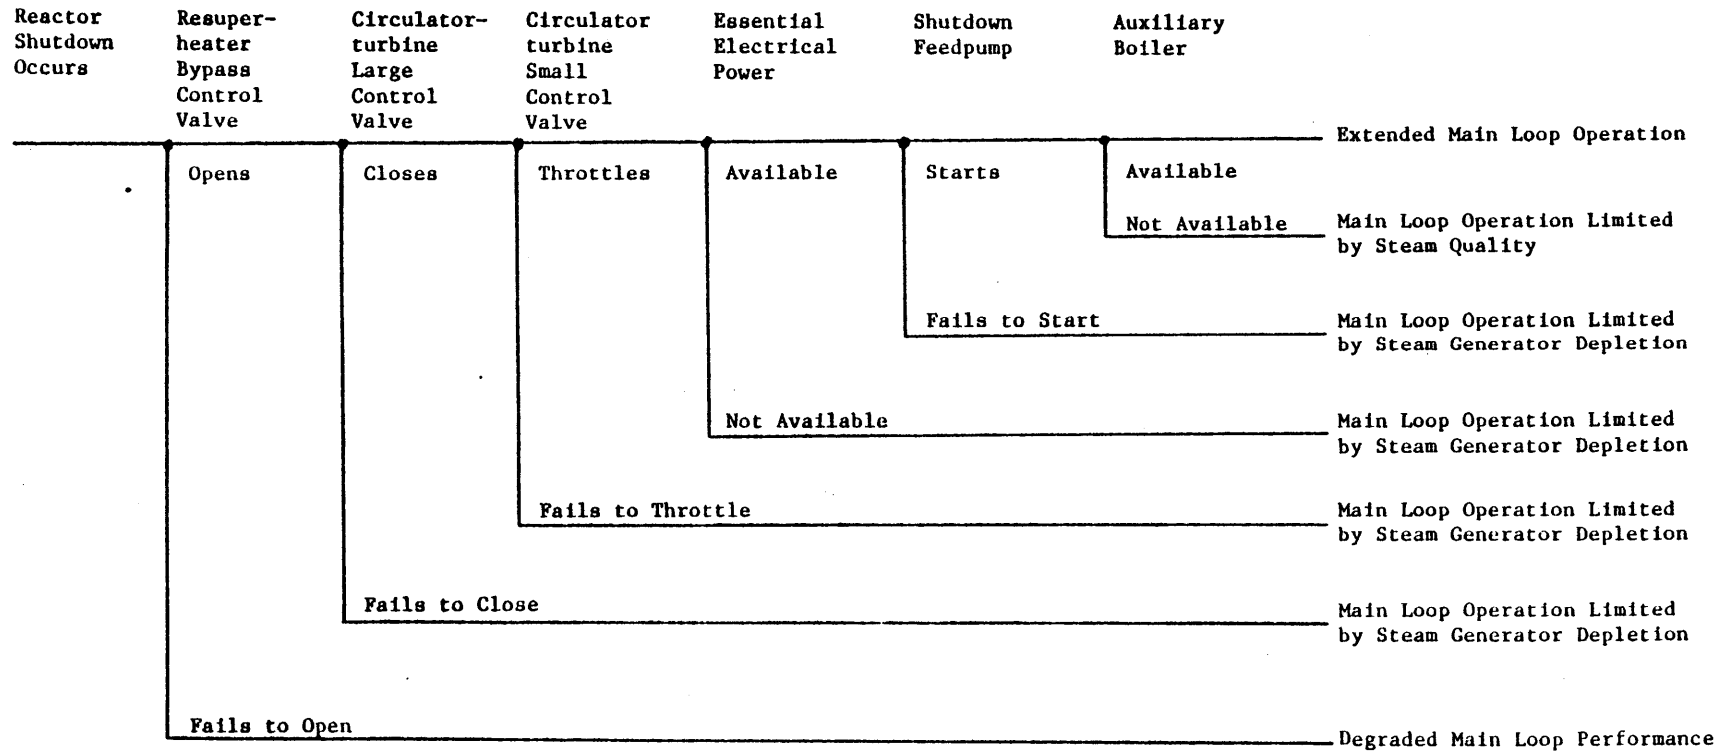 Reactor
Shutdown
Occurs
Resuper-
heater
Bypass
Control
Valve
Circulator-
turbine
Large
Control
Valve
Circulator
turbine
Small
Control
Valve
Essential
Electrical
Power
Shutdown
Feedpump
Auxiliary
Boiler
Extended Main Loop Operation
Opens
Closes
Throttles
Available
Starts
Available
Not Available
Main Loop Operation Limited
by Steam Quality
Fails to Start
Main Loop Operation Limited
by Steam Generator Depletion
Not Available
Main Loop Operation Limited
by Steam Generator Depletion
Fails to Throttle
Main Loop Operation Limited
by Steam Generator Depletion
Fails to Close
Main Loop Operation Limited
by Steam Generator Depletion
Fails to Open
Degraded Main Loop Performance